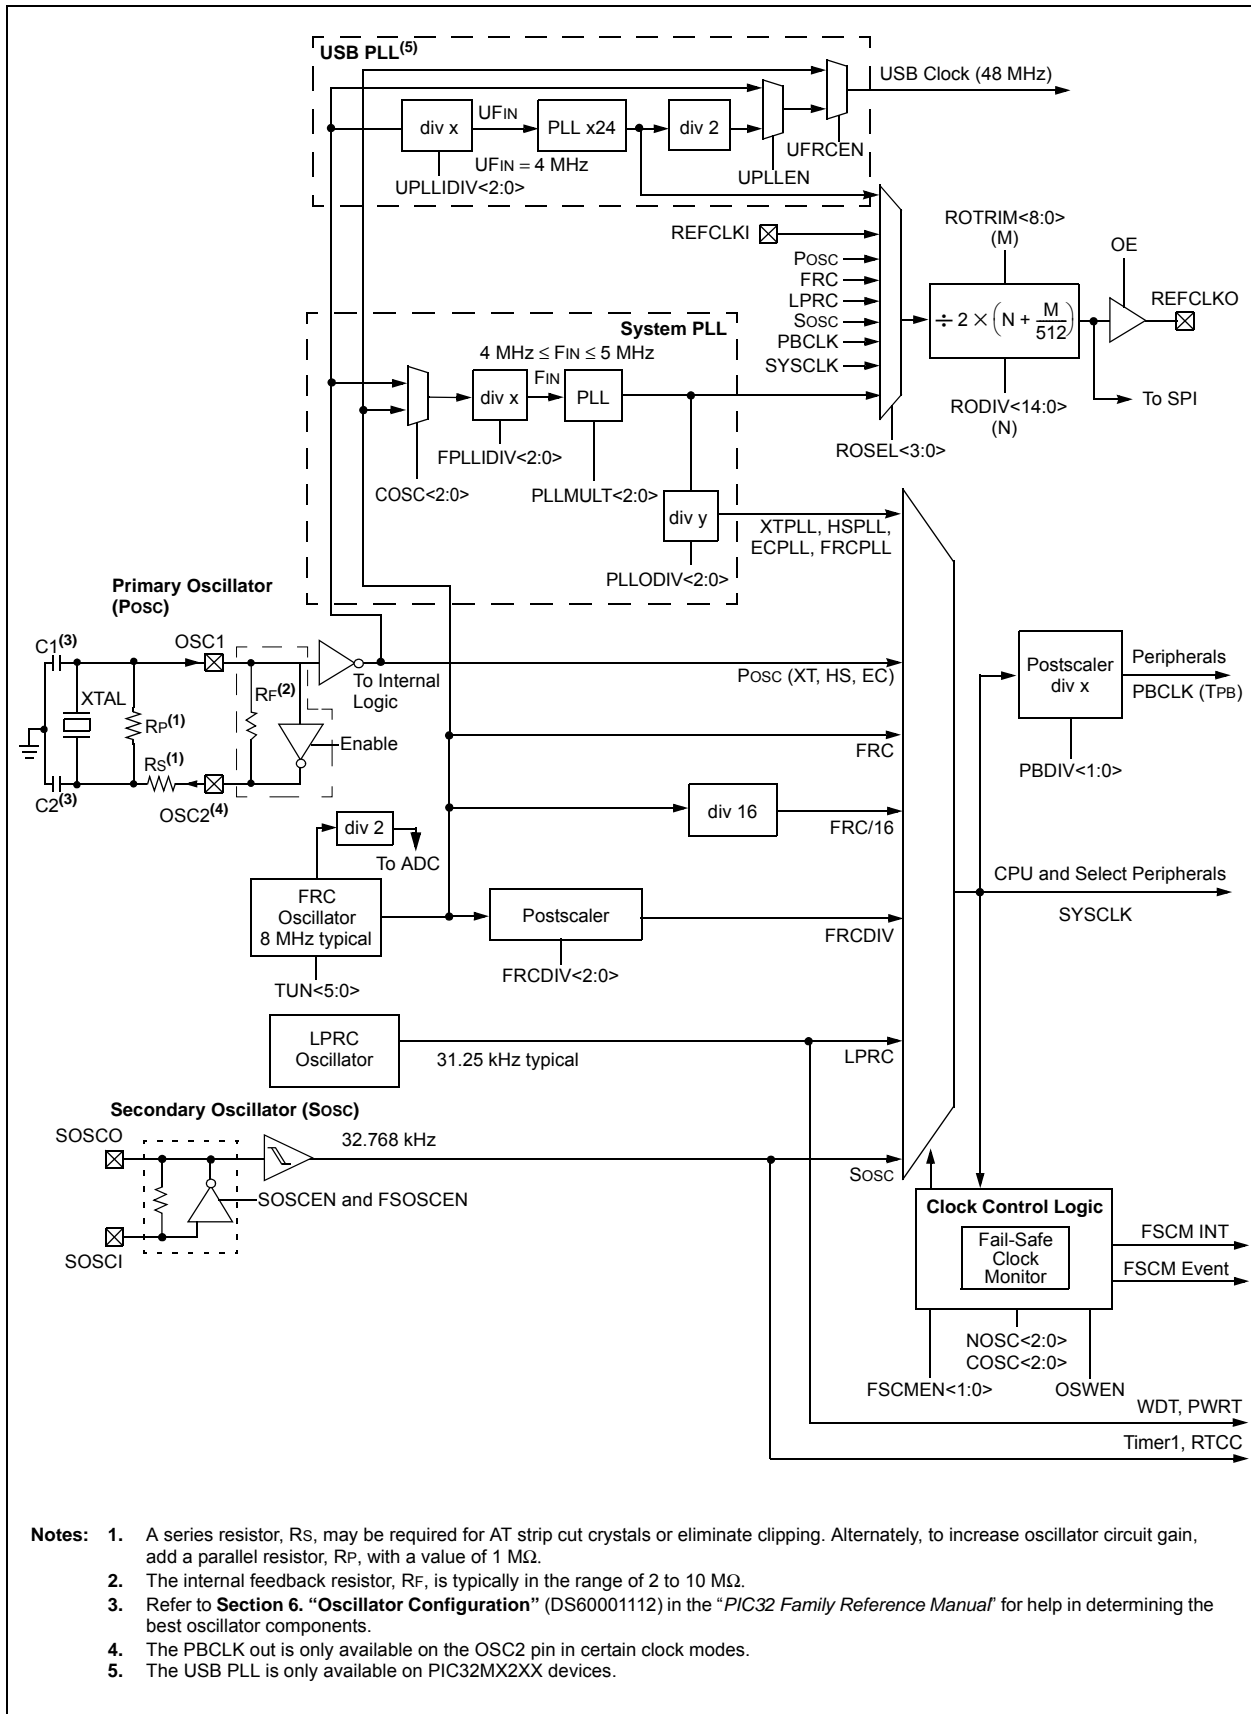 USB PLL(5)
USB Clock (48 MHz)
UFIN
div x
PLL x24
div 2
UFRCEN
UFIN = 4 MHz
UPLLEN
UPLLIDIV<2:0>
ROTRIM<8:0>
(M)
REFCLKI
OE
POSC
FRC
LPRC
SOSC
PBCLK
SYSCLK
÷ 2 × (N + M/512)
REFCLKO
To SPI
RODIV<14:0>
(N)
ROSEL<3:0>
System PLL
4 MHz ≤ FIN ≤ 5 MHz
FIN
div x
PLL
FPLLIDIV<2:0>
COSC<2:0>
PLLMULT<2:0>
div y
XTPLL, HSPLL,
ECPLL, FRCPLL
PLLODIV<2:0>
Primary Oscillator
(POSC)
C1(3)
OSC1
XTAL
RF(2)
To Internal
Logic
POSC (XT, HS, EC)
Postscaler
div x
Peripherals
PBCLK (TPB)
RP(1)
RS(1)
Enable
FRC
PBDIV<1:0>
C2(3)
OSC2(4)
div 2
To ADC
div 16
FRC/16
FRC
Oscillator
8 MHz typical
Postscaler
FRCDIV
CPU and Select Peripherals
SYSCLK
TUN<5:0>
FRCDIV<2:0>
LPRC
Oscillator
31.25 kHz typical
LPRC
Secondary Oscillator (SOSC)
SOSCO
32.768 kHz
SOSC
SOSCEN and FSOSCEN
SOSCI
Clock Control Logic
Fail-Safe
Clock
Monitor
FSCM INT
FSCM Event
NOSC<2:0>
COSC<2:0>
FSCMEN<1:0>
OSWEN
WDT, PWRT
Timer1, RTCC
Notes: 1. A series resistor, RS, may be required for AT strip cut crystals or eliminate clipping. Alternately, to increase oscillator circuit gain,
add a parallel resistor, RP, with a value of 1 MΩ.
2. The internal feedback resistor, RF, is typically in the range of 2 to 10 MΩ.
3. Refer to Section 6. “Oscillator Configuration” (DS60001112) in the “PIC32 Family Reference Manual” for help in determining the
best oscillator components.
4. The PBCLK out is only available on the OSC2 pin in certain clock modes.
5. The USB PLL is only available on PIC32MX2XX devices.